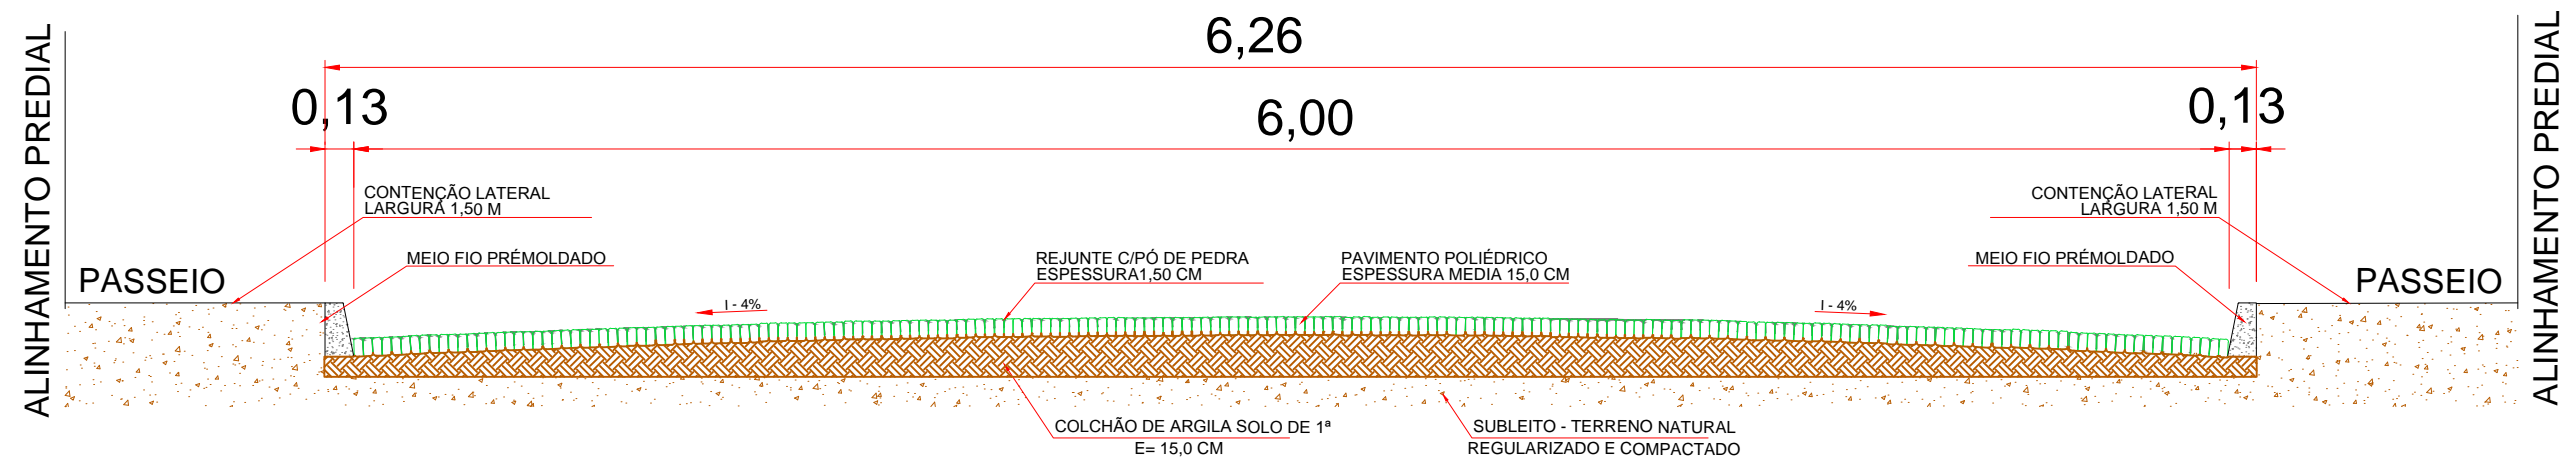 6,26
0,13
6,00
0,13
ALINHAMENTO PREDIAL
ALINHAMENTO PREDIAL
CONTENÇÃO LATERAL
LARGURA 1,50 M
CONTENÇÃO LATERAL
LARGURA 1,50 M
MEIO FIO PRÉMOLDADO
REJUNTE C/PÓ DE PEDRA
ESPESSURA1,50 CM
PAVIMENTO POLIÉDRICO
ESPESSURA MEDIA 15,0 CM
MEIO FIO PRÉMOLDADO
PASSEIO
PASSEIO
I - 4%
I - 4%
COLCHÃO DE ARGILA SOLO DE 1ª
E= 15,0 CM
SUBLEITO - TERRENO NATURAL
REGULARIZADO E COMPACTADO